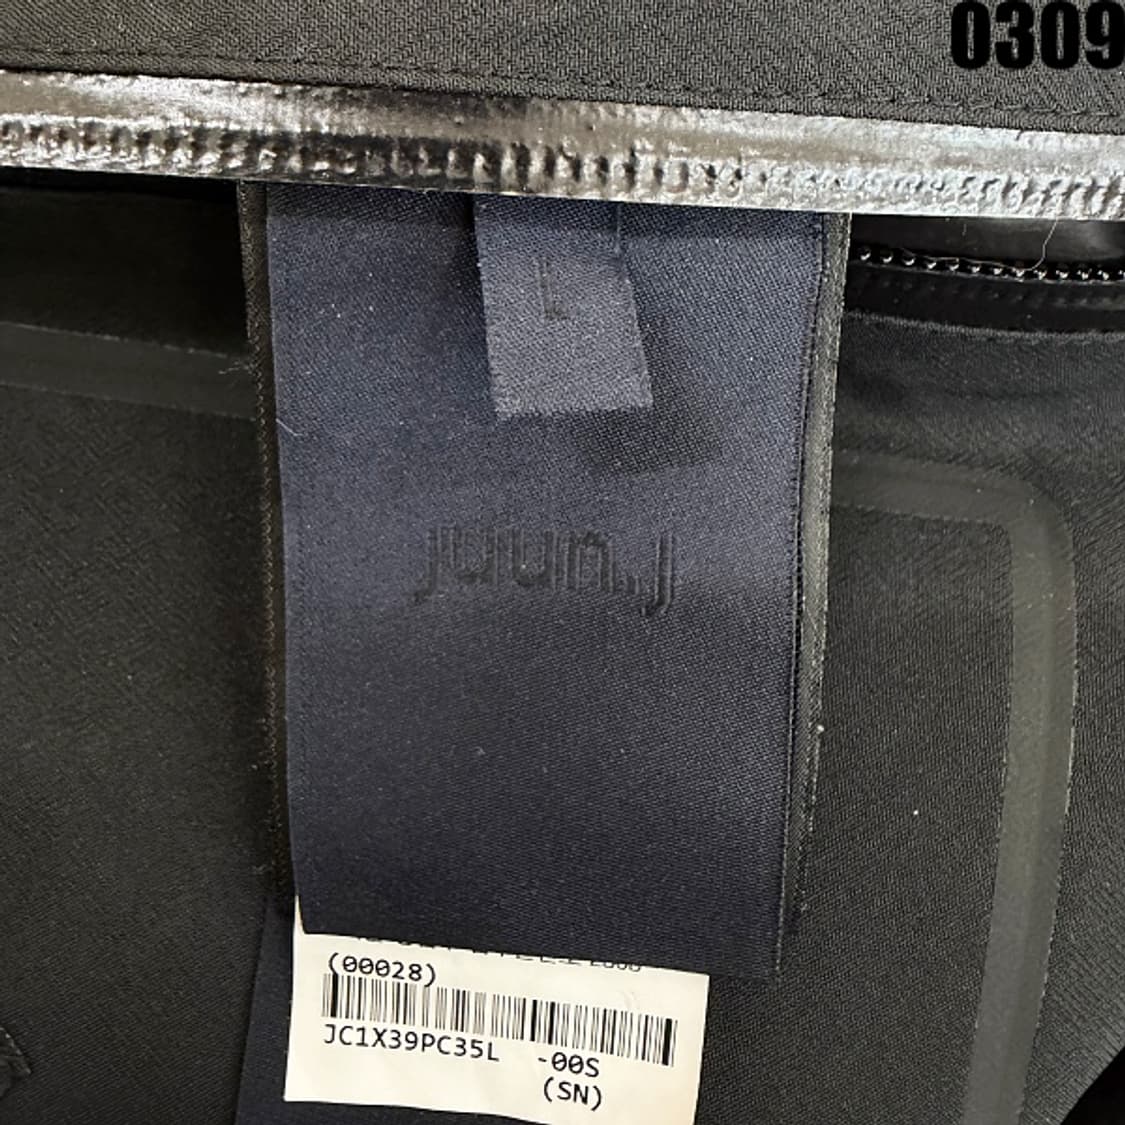 0309
L
juun.j
(00028)
JC1X39PC35L -00S
(SN)